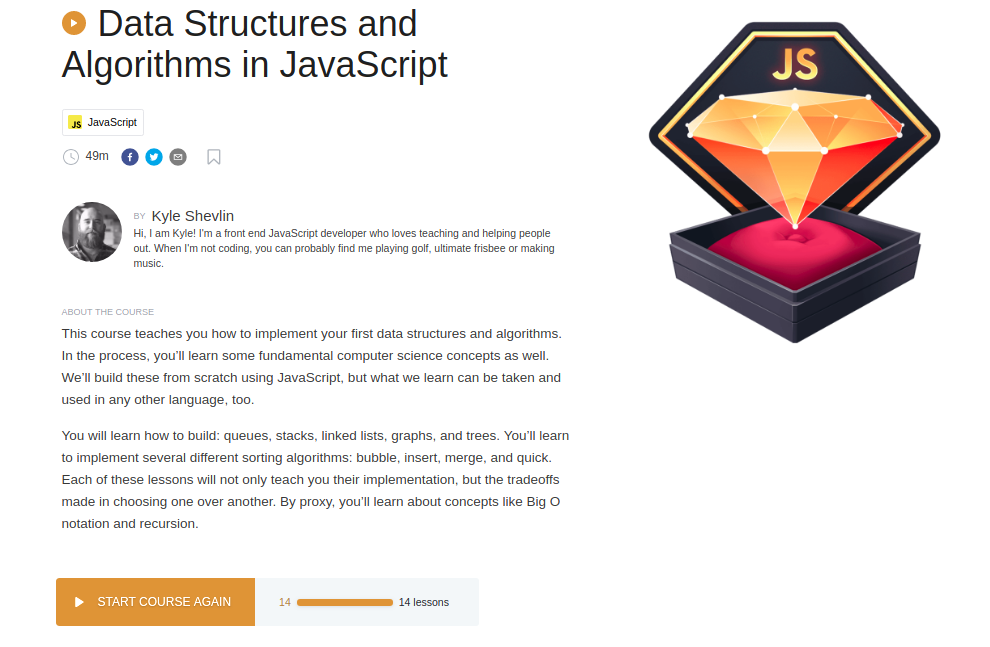 Data Structures and
Algorithms in JavaScript
JS
JS JavaScript
49m
BY Kyle Shevlin
Hi, I am Kyle! I'm a front end JavaScript developer who loves teaching and helping people
out. When I'm not coding, you can probably find me playing golf, ultimate frisbee or making
music.
ABOUT THE COURSE
This course teaches you how to implement your first data structures and algorithms.
In the process, you’ll learn some fundamental computer science concepts as well.
We’ll build these from scratch using JavaScript, but what we learn can be taken and
used in any other language, too.
You will learn how to build: queues, stacks, linked lists, graphs, and trees. You’ll learn
to implement several different sorting algorithms: bubble, insert, merge, and quick.
Each of these lessons will not only teach you their implementation, but the tradeoffs
made in choosing one over another. By proxy, you’ll learn about concepts like Big O
notation and recursion.
START COURSE AGAIN 14 14 lessons